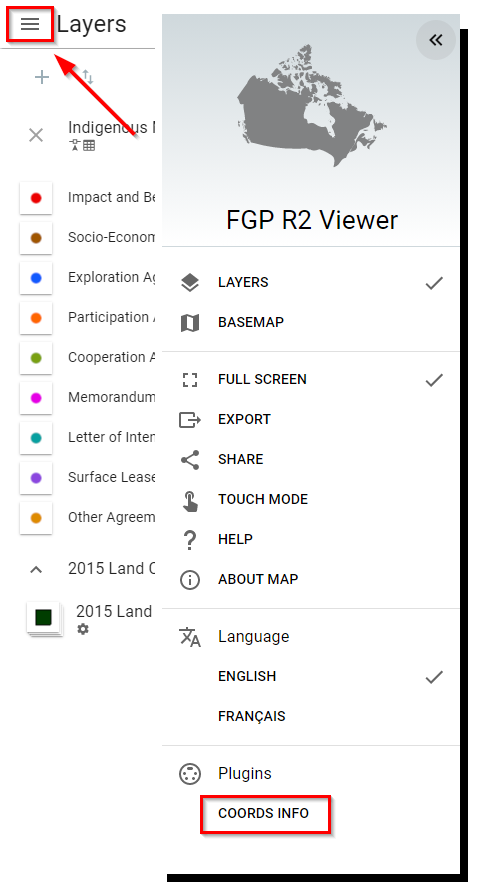 Layers
Indigenous
Impact and Be
Socio-Econom
Exploration Ag
Participation
Cooperation A
Memorandum
Letter of Inten
Surface Lease
Other Agreem
2015 Land C
2015 Land
FGP R2 Viewer
LAYERS
BASEMAP
FULL SCREEN
EXPORT
SHARE
TOUCH MODE
HELP
ABOUT MAP
Language
ENGLISH
FRANÇAIS
Plugins
COORDS INFO